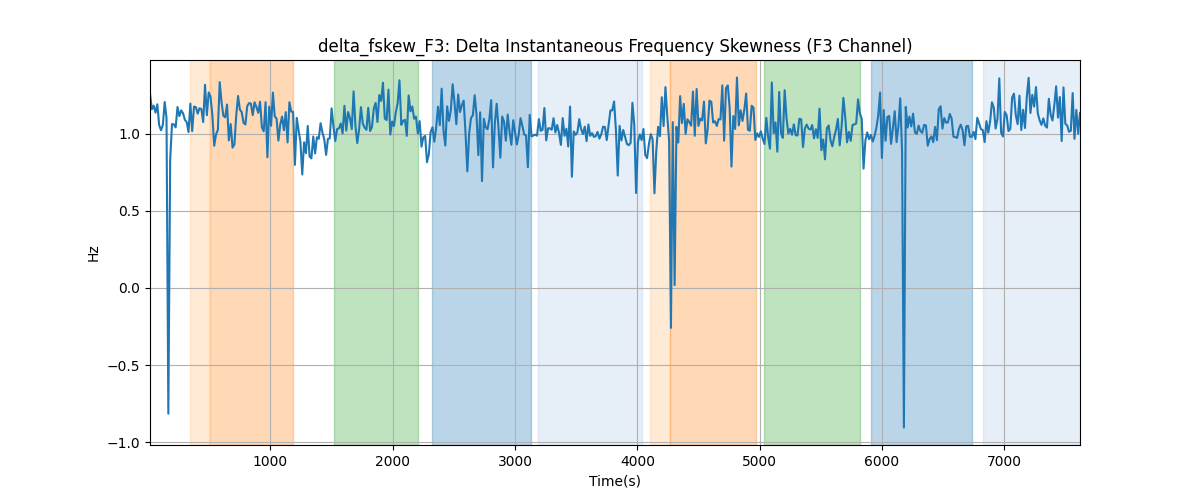 delta_fskew_F3: Delta Instantaneous Frequency Skewness (F3 Channel)
1.0
0.5
0.0
−0.5
−1.0
Hz
1000 2000 3000 4000 5000 6000 7000
Time(s)